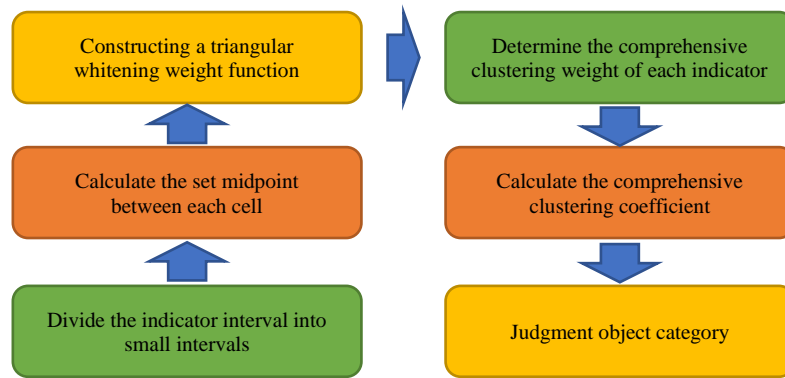 Constructing a triangular
whitening weight function
Determine the comprehensive
clustering weight of each indicator
Calculate the set midpoint
between each cell
Calculate the comprehensive
clustering coefficient
Divide the indicator interval into
small intervals
Judgment object category